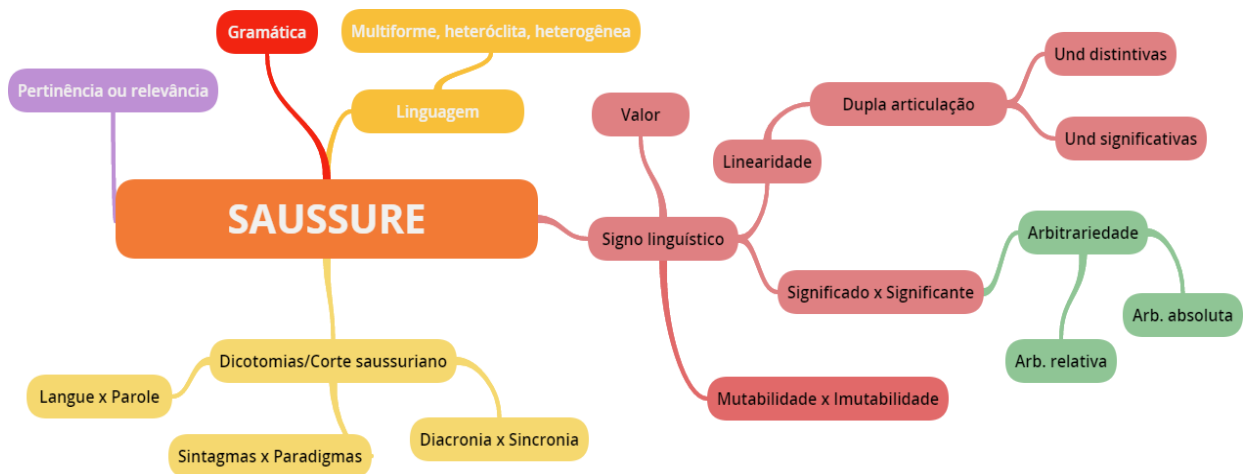 Gramática
Multiforme, heteróclita, heterogênea
Pertinência ou relevância
Linguagem
SAUSSURE
Valor
Linearidade
Dupla articulação
Und distintivas
Und significativas
Signo linguístico
Significado x Significante
Arbitrariedade
Arb. absoluta
Arb. relativa
Mutabilidade x Imutabilidade
Dicotomias/Corte saussuriano
Langue x Parole
Sintagmas x Paradigmas
Diacronia x Sincronia